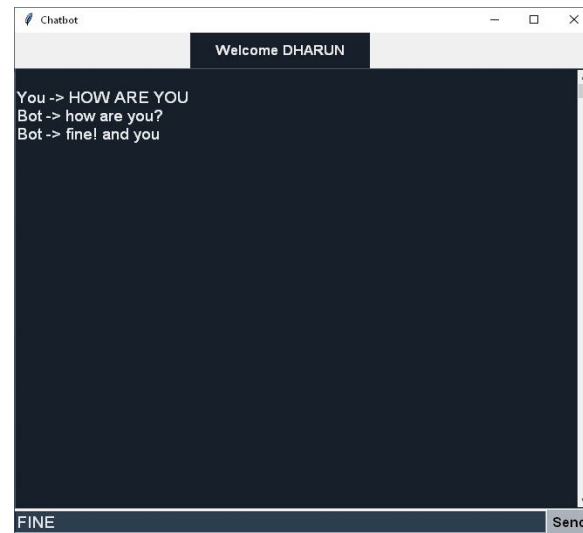 Chatbot
Welcome DHARUN
You -> HOW ARE YOU
Bot -> how are you?
Bot -> fine! and you
FINE
Send